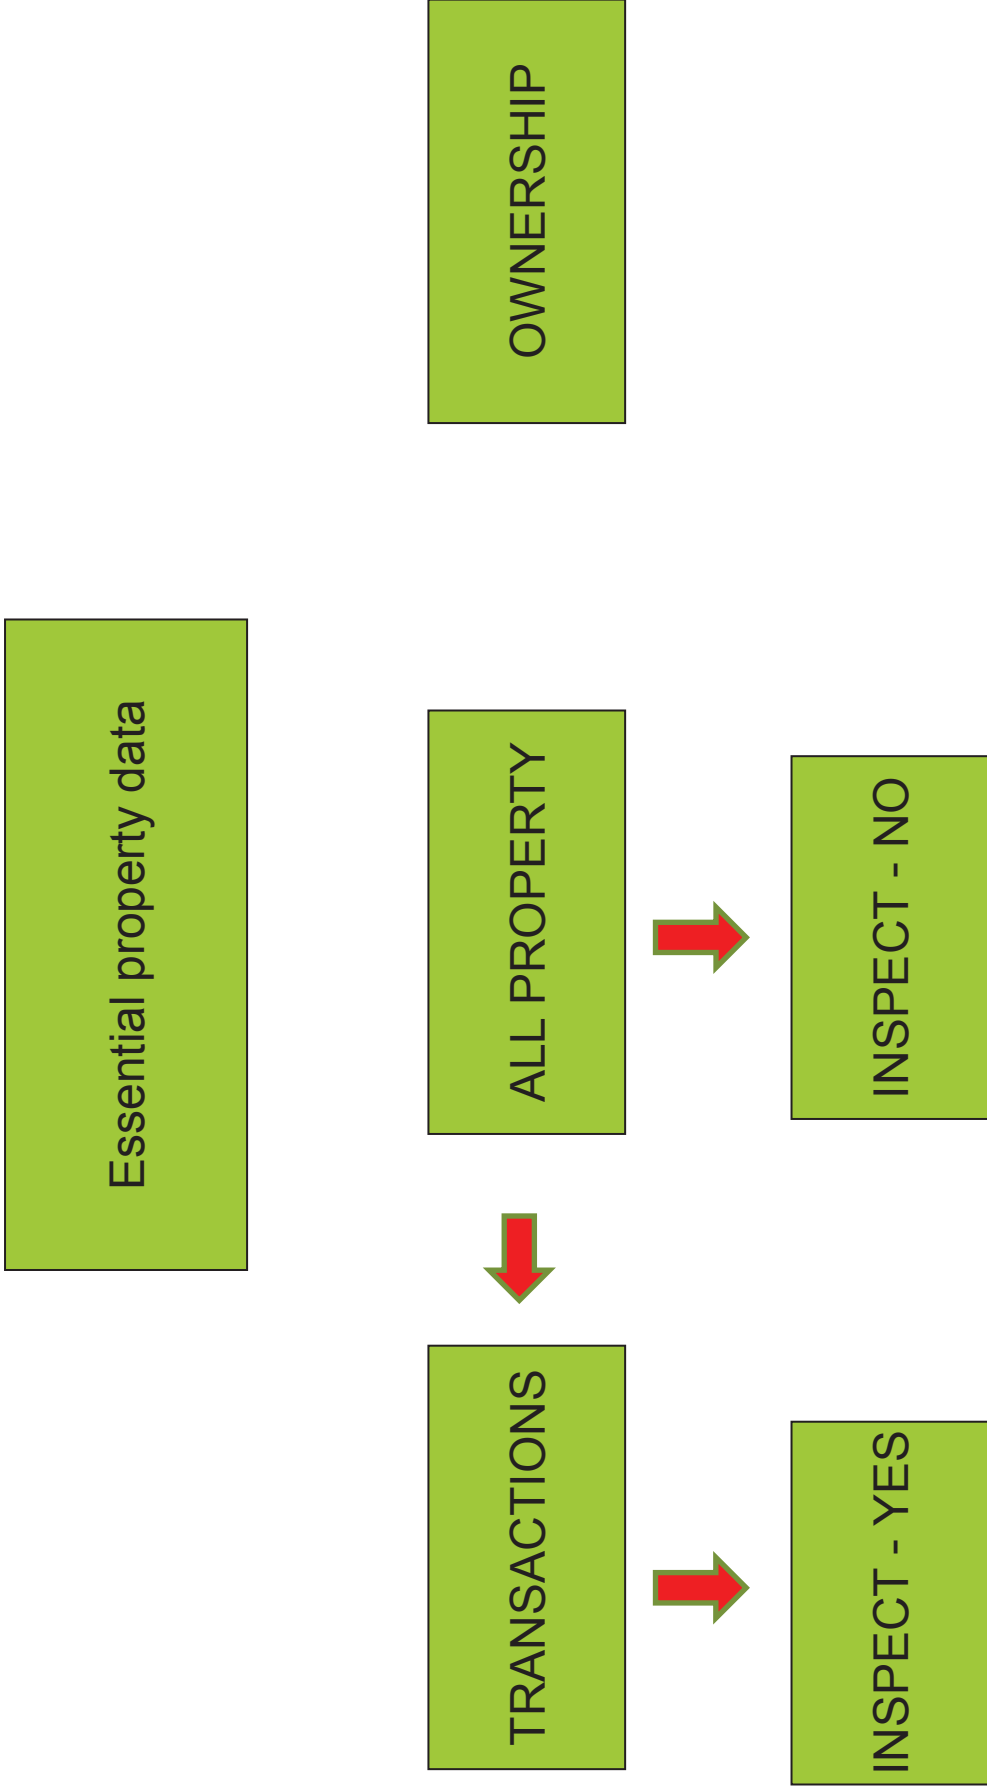 Essential property data
TRANSACTIONS
ALL PROPERTY
OWNERSHIP
INSPECT - YES
INSPECT - NO